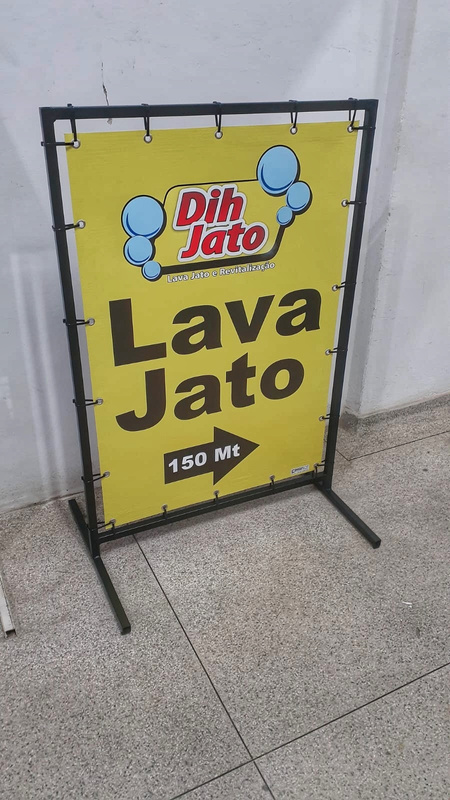 Dih
Jato
Lava Jato e Revitalização
Lava
Jato
150 Mt